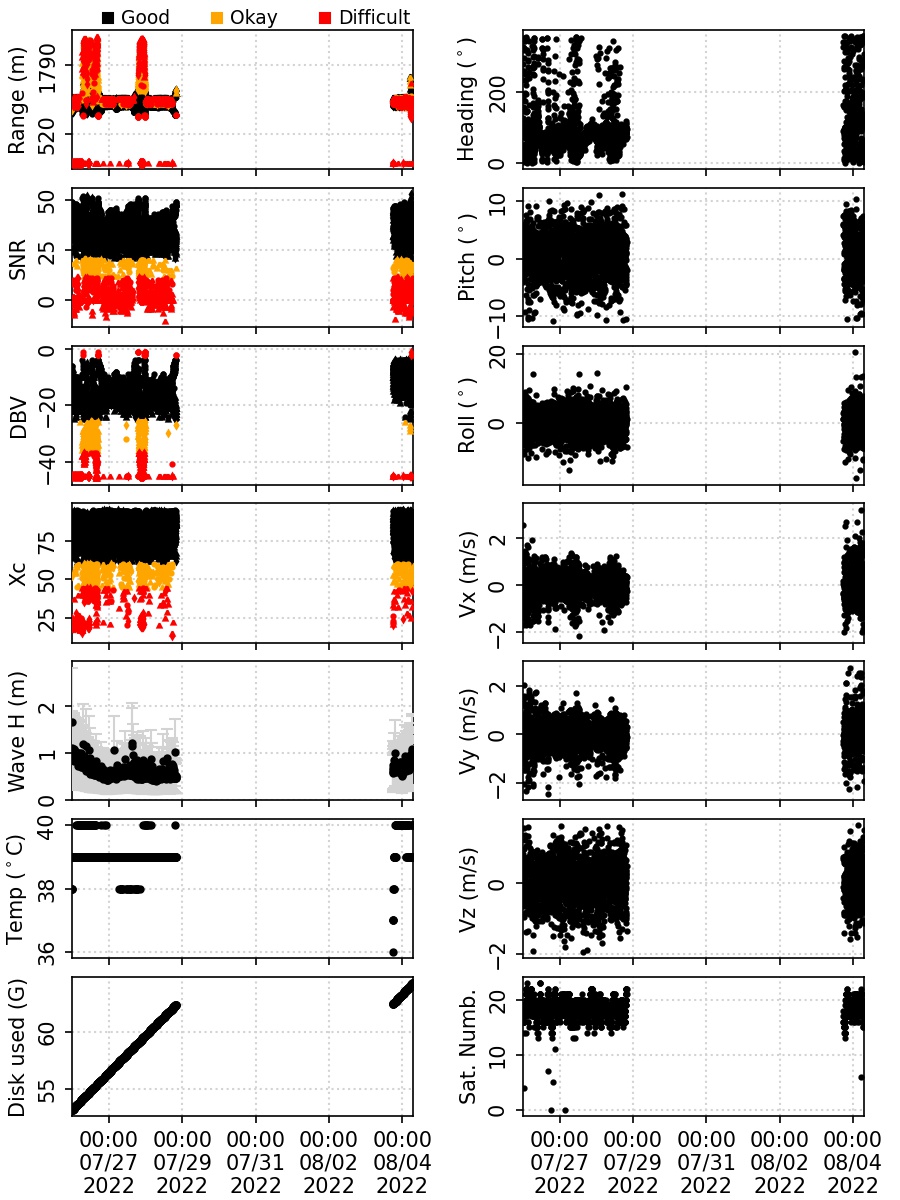 Good Okay Difficult
Range (m)
1790
520
Heading (°)
200
0
SNR
50
25
0
Pitch (°)
10
0
−10
DBV
0
−20
−40
Roll (°)
20
0
Xc
75
50
25
Vx (m/s)
2
0
−2
Wave H (m)
2
1
0
Vy (m/s)
2
0
−2
Temp (°C)
40
38
36
Vz (m/s)
0
−2
Disk used (G)
60
55
Sat. Numb.
20
10
0
00:00 00:00 00:00 00:00 00:00
07/27 07/29 07/31 08/02 08/04
2022 2022 2022 2022 2022
00:00 00:00 00:00 00:00 00:00
07/27 07/29 07/31 08/02 08/04
2022 2022 2022 2022 2022